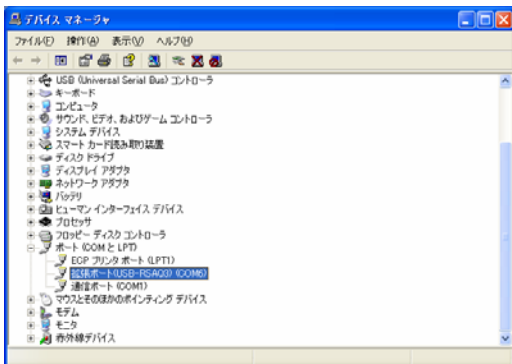 デバイス マネージャ
ファイル(F) 操作(A) 表示(V) ヘルプ(H)
USB (Universal Serial Bus) コントローラ
キーボード
コンピュータ
サウンド、ビデオ、およびゲーム コントローラ
システム デバイス
スマート カード読み取り装置
ディスク ドライブ
ディスプレイ アダプタ
ネットワーク アダプタ
バッテリ
ヒューマン インターフェイス デバイス
プロセッサ
フロッピー ディスク コントローラ
ポート (COM と LPT)
ECP プリンタ ポート (LPT1)
拡張ポート(USB-RSAQ3) (COM6)
通信ポート (COM1)
マウスとそのほかのポインティング デバイス
モデム
モニタ
赤外線デバイス